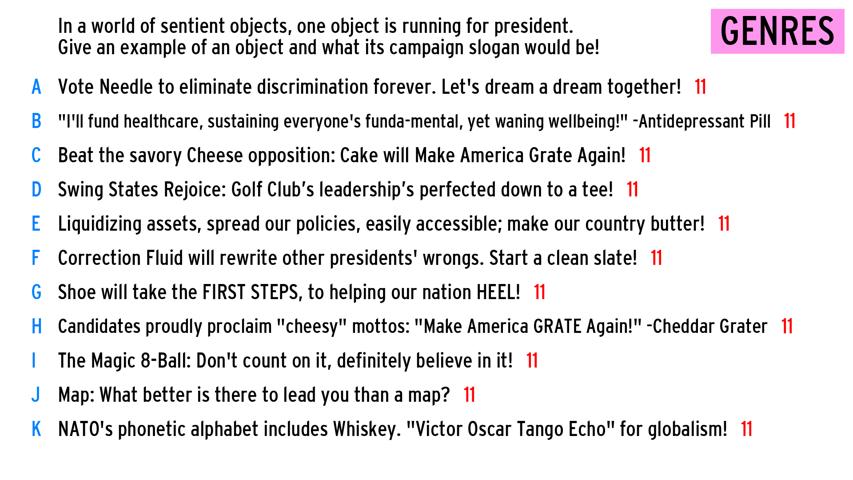 In a world of sentient objects, one object is running for president.
Give an example of an object and what its campaign slogan would be!
GENRES
A Vote Needle to eliminate discrimination forever. Let's dream a dream together! 11
B "I'll fund healthcare, sustaining everyone's funda-mental, yet waning wellbeing!" -Antidepressant Pill 11
C Beat the savory Cheese opposition: Cake will Make America Grate Again! 11
D Swing States Rejoice: Golf Club's leadership's perfected down to a tee! 11
E Liquidizing assets, spread our policies, easily accessible; make our country butter! 11
F Correction Fluid will rewrite other presidents' wrongs. Start a clean slate! 11
G Shoe will take the FIRST STEPS, to helping our nation HEEL! 11
H Candidates proudly proclaim "cheesy" mottos: "Make America GRATE Again!" -Cheddar Grater 11
I The Magic 8-Ball: Don't count on it, definitely believe in it! 11
J Map: What better is there to lead you than a map? 11
K NATO's phonetic alphabet includes Whiskey. "Victor Oscar Tango Echo" for globalism! 11